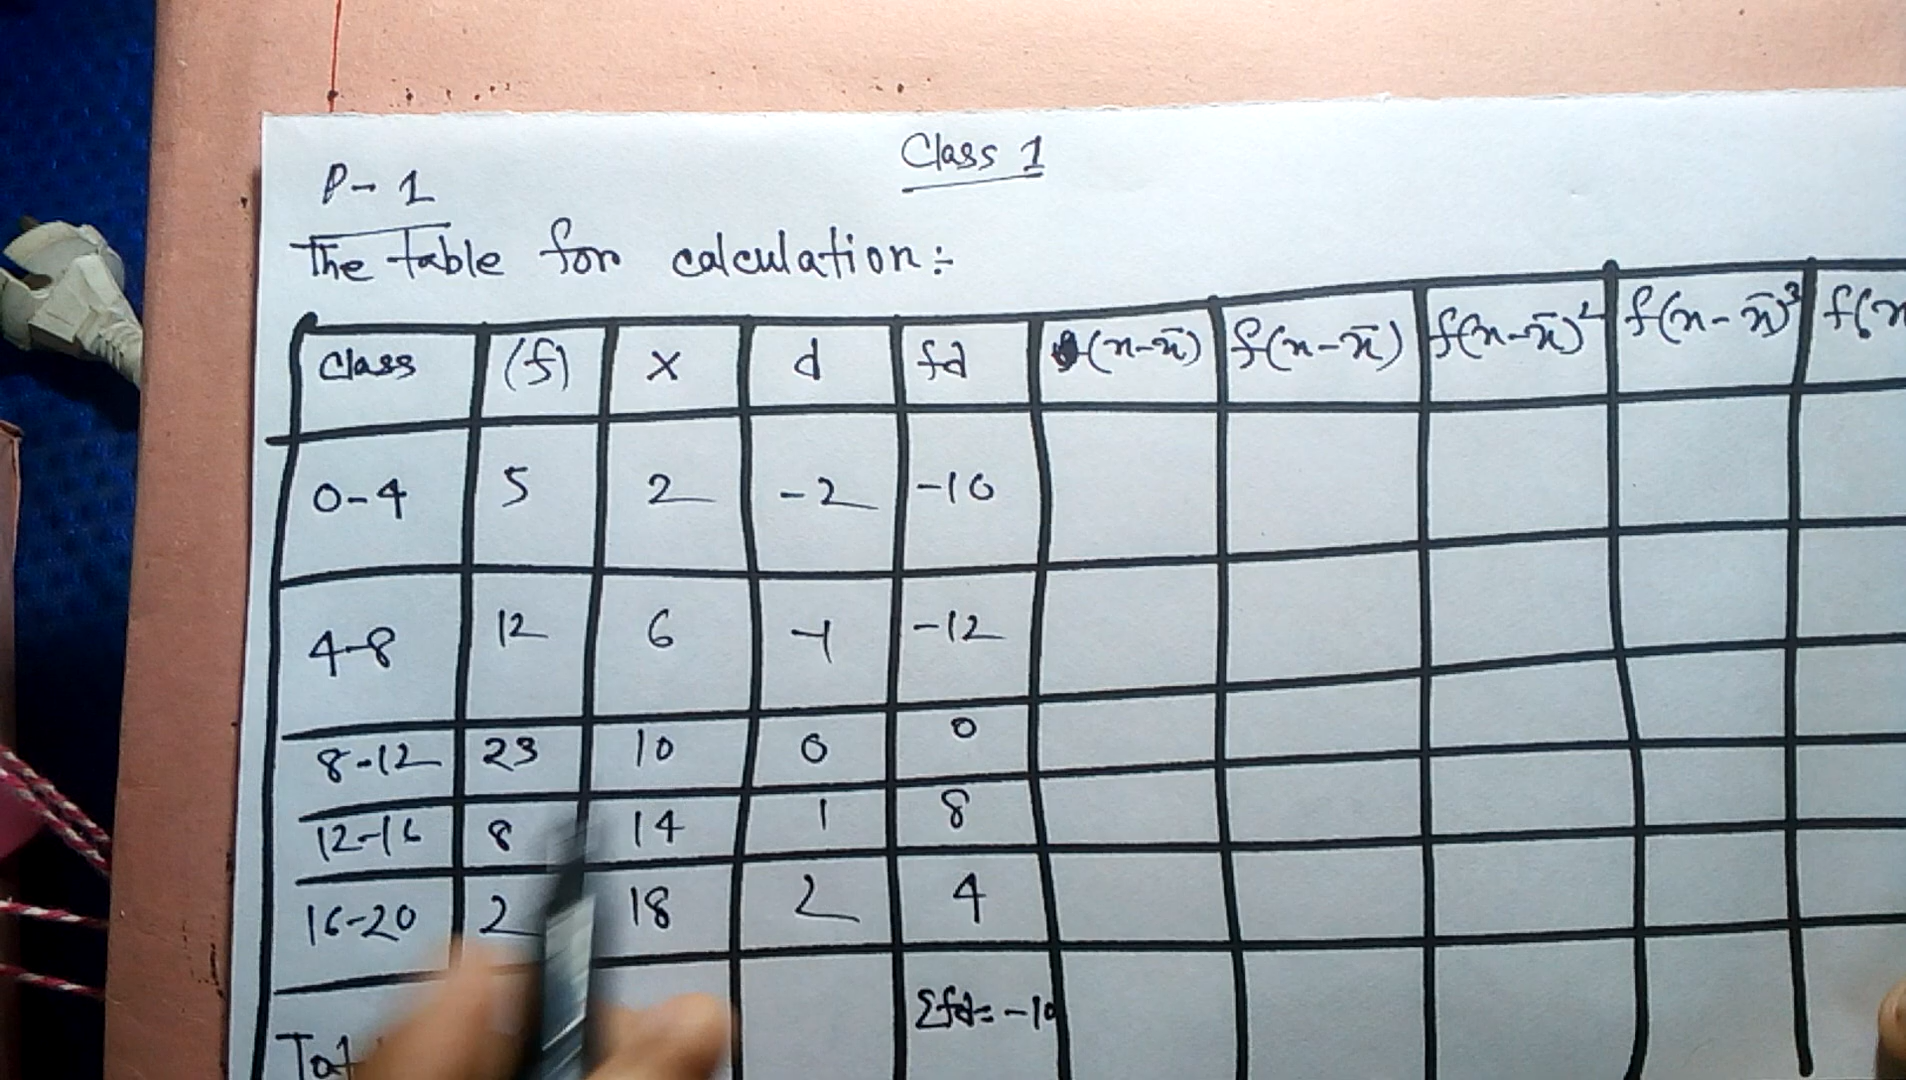 Class 1
P-1
The table for calculation:-
Class (f) x d fd (x-x̄) f(x-x̄) f(x-x̄)² f(x-x̄)³ f(x
0-4 5 2 -2 -10
4-8 12 6 -1 -12
8-12 23 10 0 0
12-16 8 14 1 8
16-20 2 18 2 4
Σfd= -10